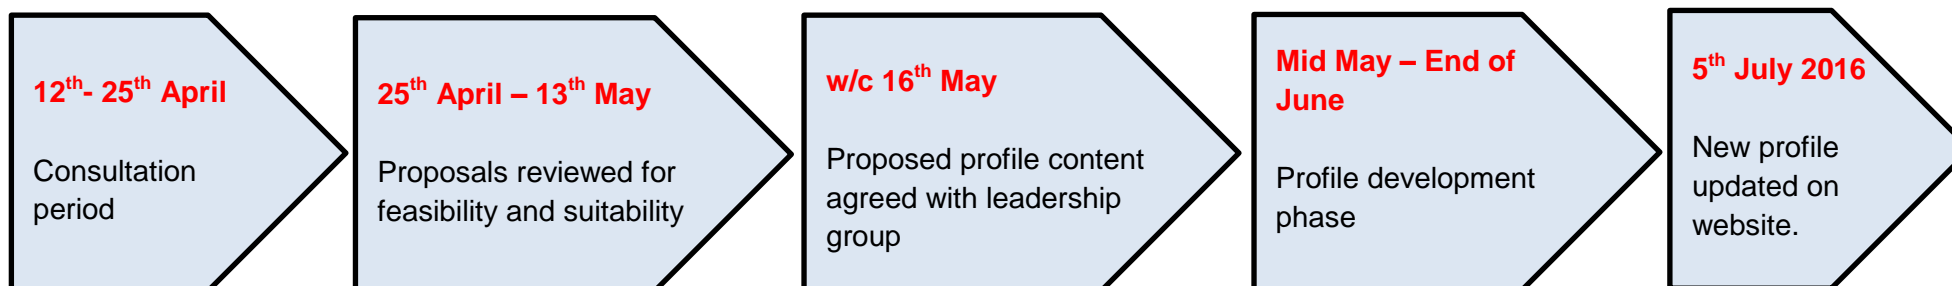 12th- 25th April
Consultation
period
25th April – 13th May
Proposals reviewed for
feasibility and suitability
w/c 16th May
Proposed profile content
agreed with leadership
group
Mid May – End of
June
Profile development
phase
5th July 2016
New profile
updated on
website.